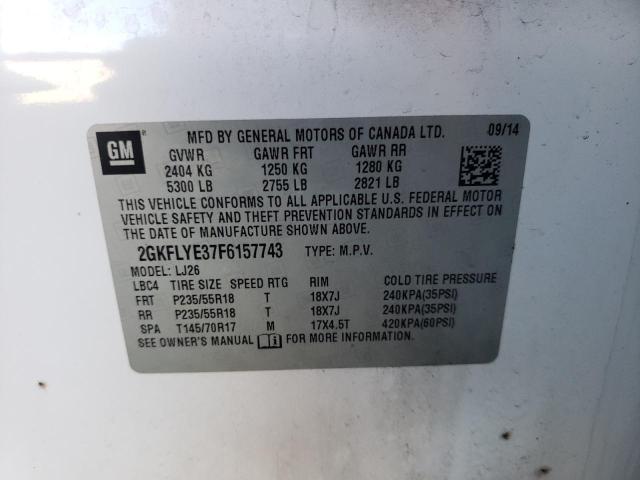 GM ® MFD BY GENERAL MOTORS OF CANADA LTD. 09/14
GVWR GAWR FRT GAWR RR
2404 KG 1250 KG 1280 KG
5300 LB 2755 LB 2821 LB
THIS VEHICLE CONFORMS TO ALL APPLICABLE U.S. FEDERAL MOTOR
VEHICLE SAFETY AND THEFT PREVENTION STANDARDS IN EFFECT ON
THE DATE OF MANUFACTURE SHOWN ABOVE.
2GKFLYE37F6157743 TYPE: M.P.V.
MODEL: LJ26
LBC4 TIRE SIZE SPEED RTG RIM COLD TIRE PRESSURE
FRT P235/55R18 T 18X7J 240KPA(35PSI)
RR P235/55R18 T 18X7J 240KPA(35PSI)
SPA T145/70R17 M 17X4.5T 420KPA(60PSI)
SEE OWNER'S MANUAL FOR MORE INFORMATION.